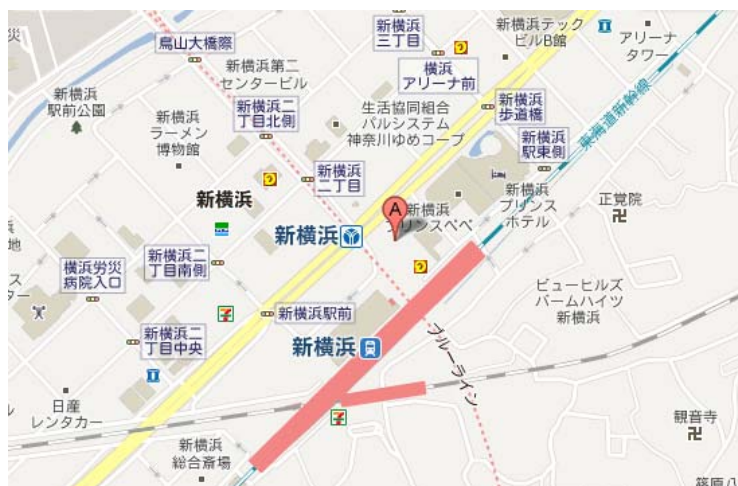 災
鳥山大橋際
新横浜
三丁目
新横浜テック
ビルB館
アリーナ
タワー
新横浜第二
センタービル
横浜
アリーナ前
新横浜
駅前公園
新横浜二
丁目北側
生活協同組合
パルシステム
神奈川ゆめコープ
新横浜
歩道橋
東海道新幹線
新横浜
ラーメン
博物館
新横浜
駅東側
新横浜
二丁目
新横浜
新横浜
プリンス
ホテル
正覚院
A
新横浜
プリンスペペ
新横浜
地
新横浜二
丁目南側
横浜労災
病院入口
ス
ター
ビューヒルズ
パームハイツ
新横浜
新横浜駅前
新横浜二
丁目中央
新横浜
ブルーライン
日産
レンタカー
観音寺
新横浜
総合斎場
篠原八